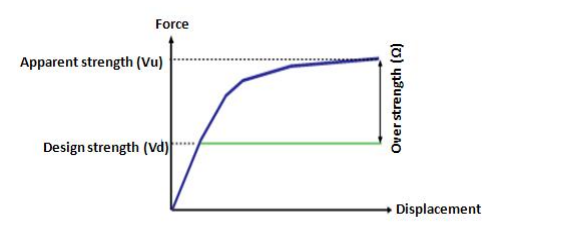 Force
Apparent strength (Vu)
Over strength (Ω)
Design strength (Vd)
Displacement